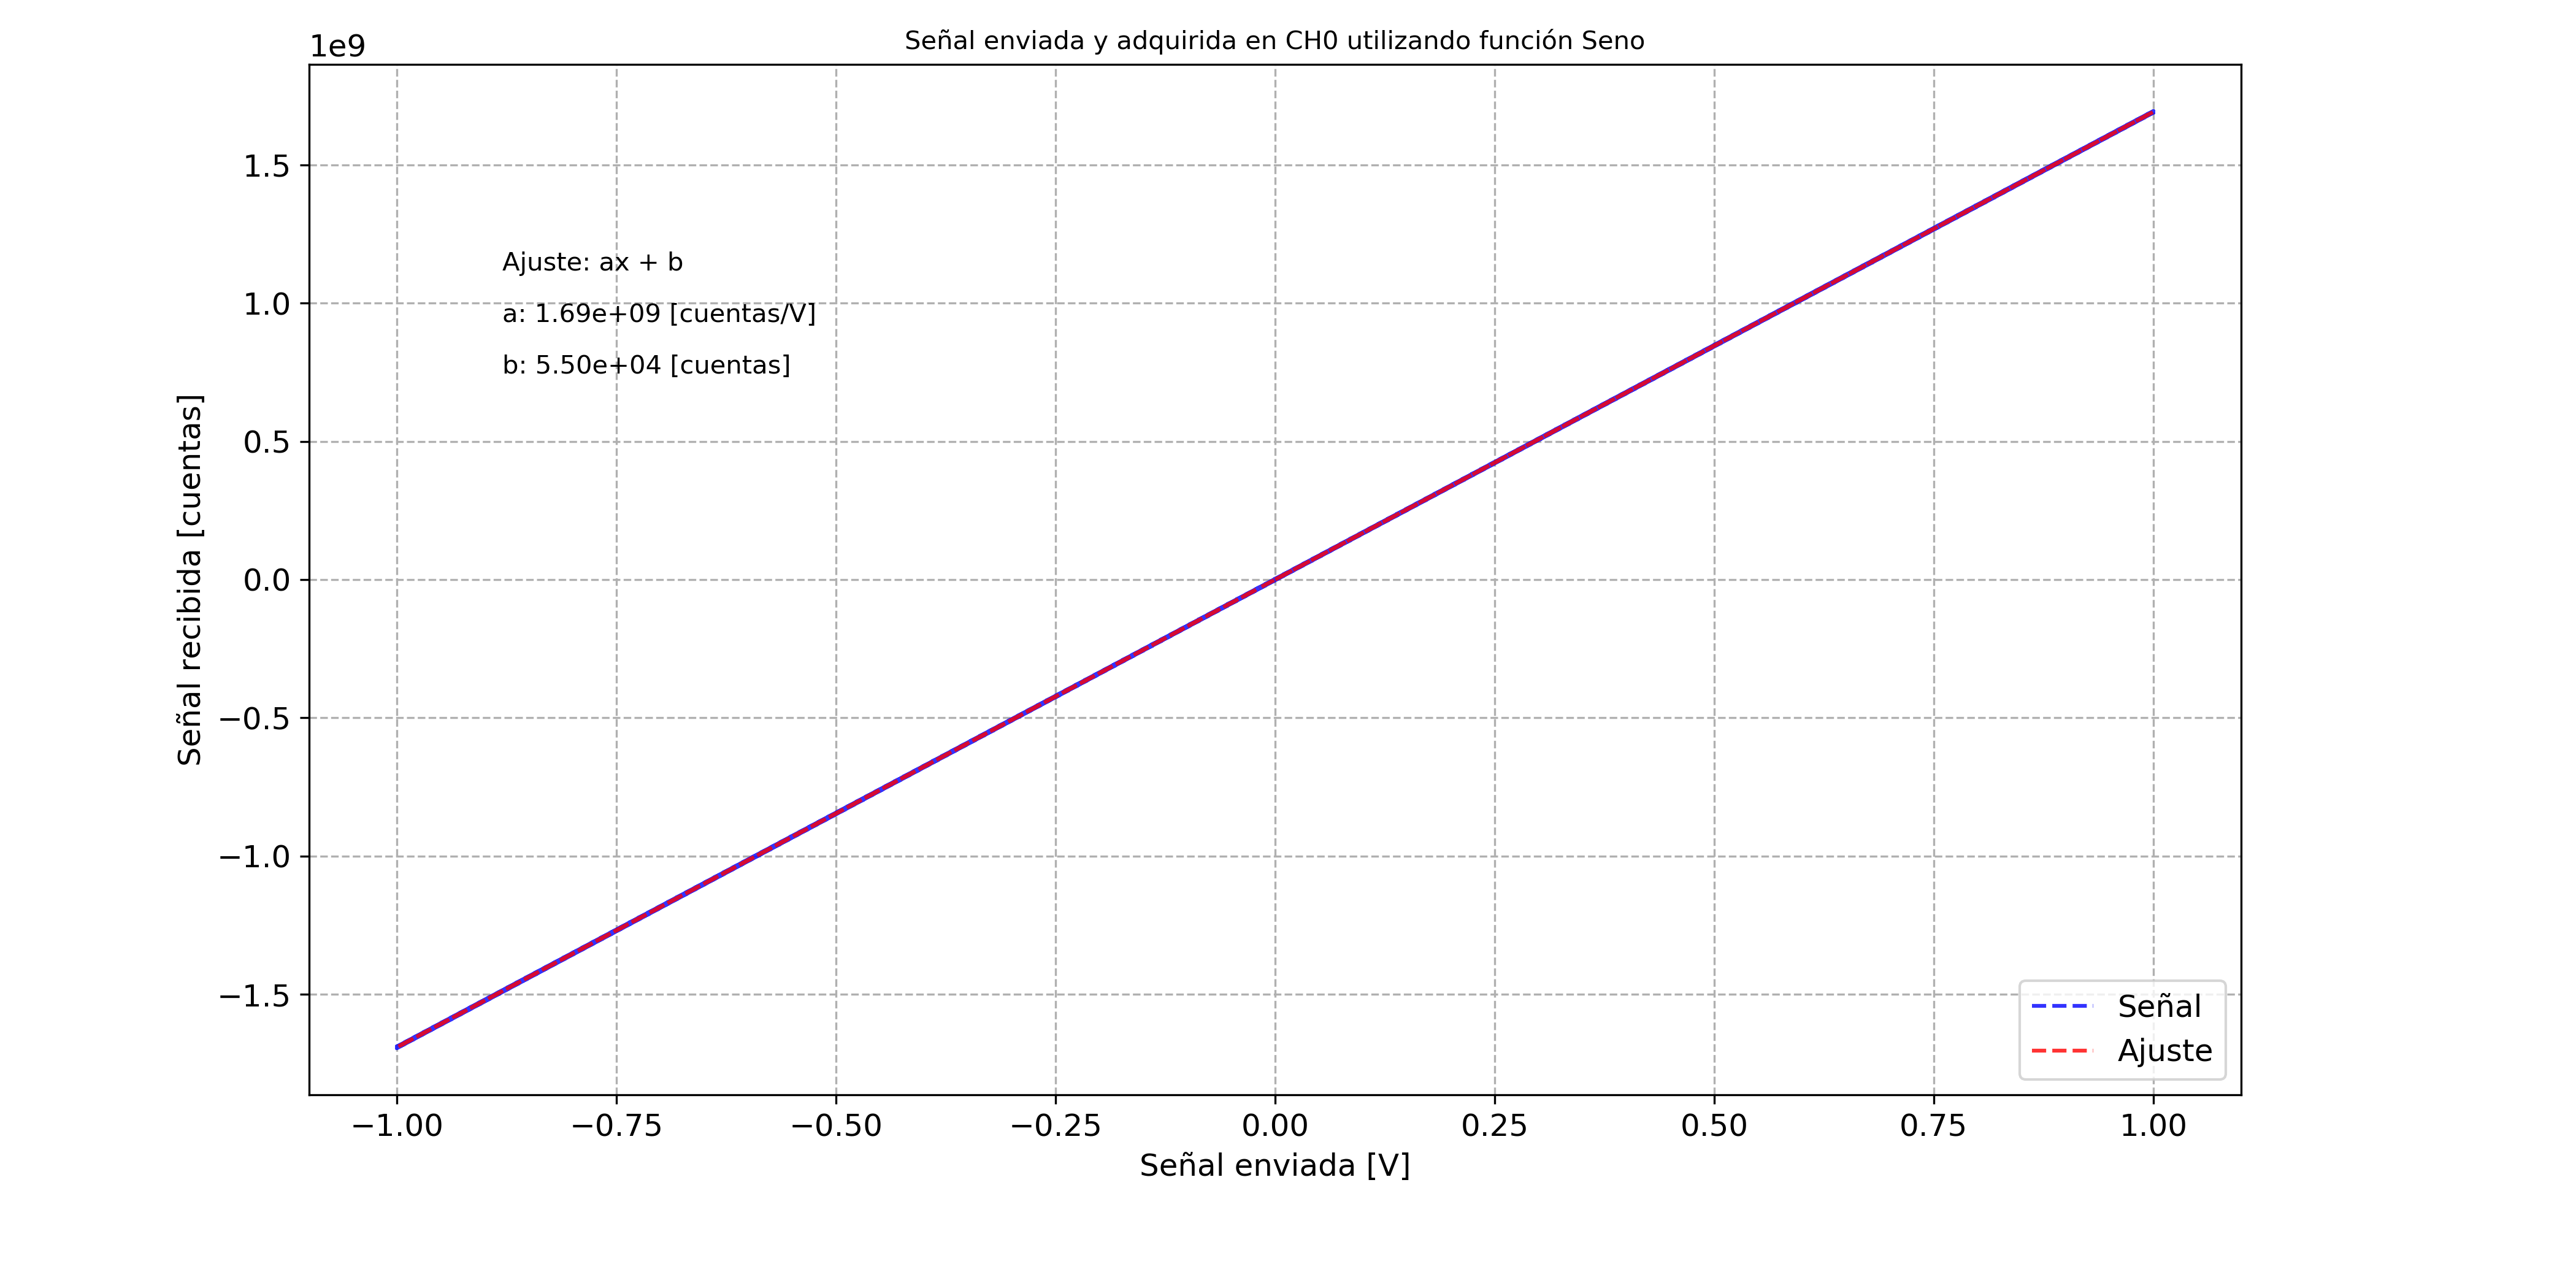 Señal enviada y adquirida en CH0 utilizando función Seno
1e9
1.5
1.0
0.5
0.0
−0.5
−1.0
−1.5
Señal recibida [cuentas]
Ajuste: ax + b
a: 1.69e+09 [cuentas/V]
b: 5.50e+04 [cuentas]
Señal
Ajuste
−1.00 −0.75 −0.50 −0.25 0.00 0.25 0.50 0.75 1.00
Señal enviada [V]